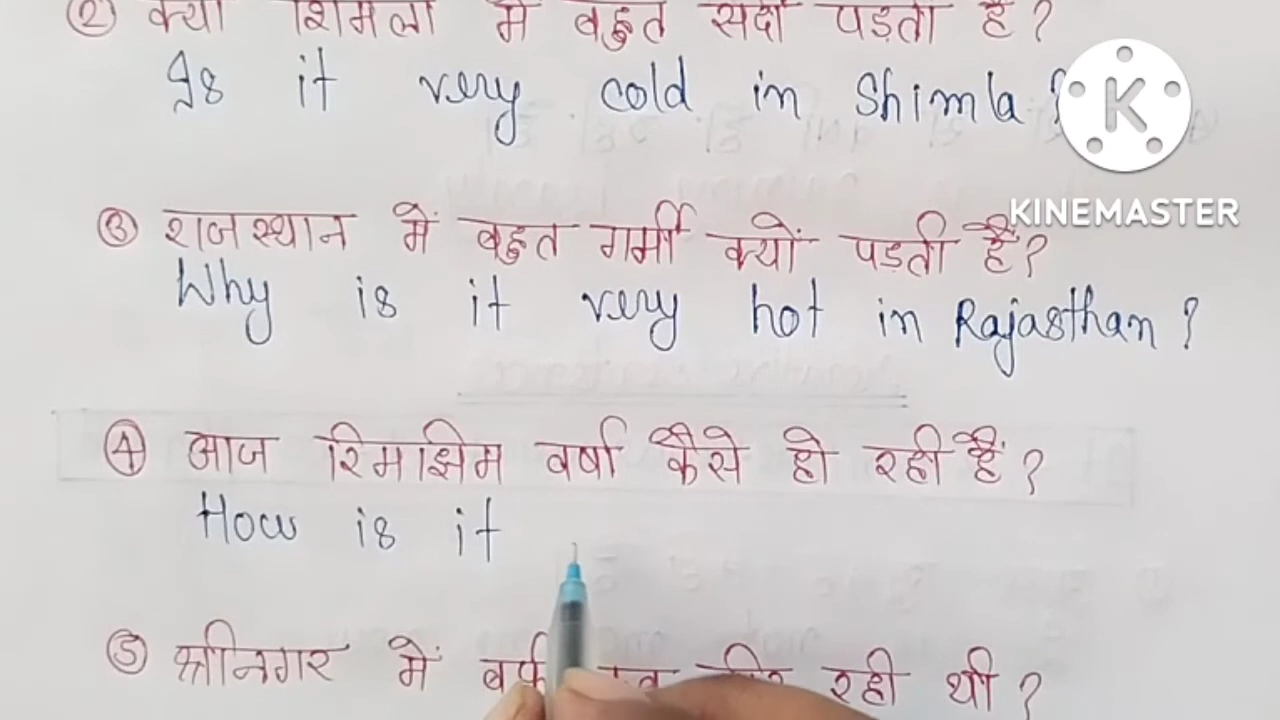 ② क्या शिमला में बहुत सर्दी पड़ती है?
Is it very cold in Shimla?
③ राजस्थान में बहुत गर्मी क्यों पड़ती हैं?
Why is it very hot in Rajasthan?
④ आज रिमझिम वर्षा कैसे हो रही हैं?
How is it
⑤ श्रीनगर में रही थी?
K
KINEMASTER